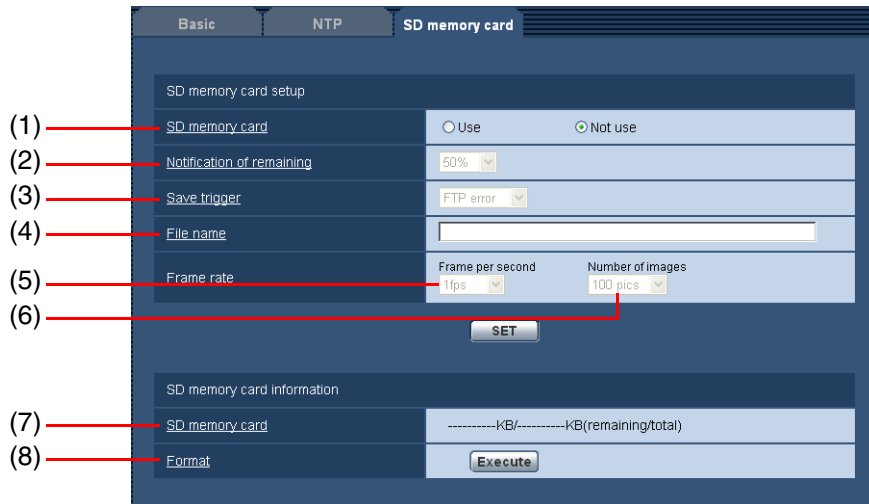 Basic NTP SD memory card
SD memory card setup
(1) SD memory card Use Not use
(2) Notification of remaining 50%
(3) Save trigger FTP error
(4) File name
Frame per second Number of images
(5) Frame rate 1fps 100 pics
(6)
SET
SD memory card information
(7) SD memory card ----------KB/----------KB(remaining/total)
(8) Format Execute